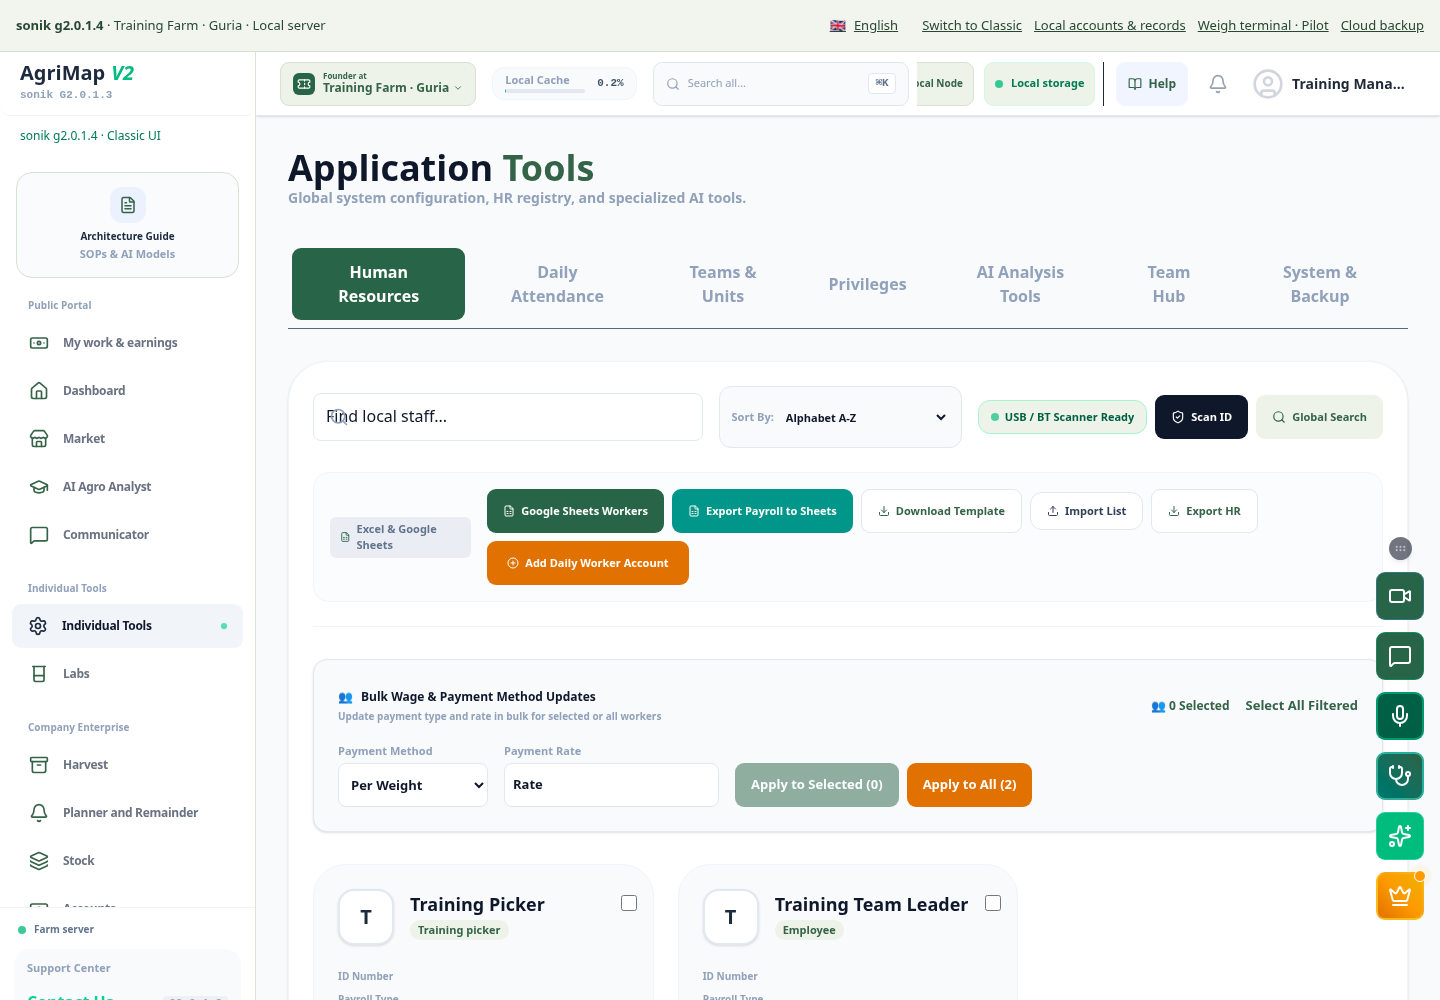 sonik g2.0.1.4 · Training Farm · Guria · Local server
🇬🇧 English Switch to Classic Local accounts & records Weigh terminal · Pilot Cloud backup
AgriMap V2
sonik G2.0.1.3
Founder at
Training Farm · Guria
Local Cache 0.2%
Search all... ⌘K
cal Node
Local storage
Help
Training Mana...
sonik g2.0.1.4 · Classic UI
Architecture Guide
SOPs & AI Models
Public Portal
My work & earnings
Dashboard
Market
AI Agro Analyst
Communicator
Individual Tools
Individual Tools
Labs
Company Enterprise
Harvest
Planner and Remainder
Stock
Farm server
Support Center
Application Tools
Global system configuration, HR registry, and specialized AI tools.
Human Resources
Daily Attendance
Teams & Units
Privileges
AI Analysis Tools
Team Hub
System & Backup
Find local staff...
Sort By: Alphabet A-Z
USB / BT Scanner Ready
Scan ID
Global Search
Excel & Google Sheets
Google Sheets Workers
Export Payroll to Sheets
Download Template
Import List
Export HR
Add Daily Worker Account
Bulk Wage & Payment Method Updates
Update payment type and rate in bulk for selected or all workers
0 Selected Select All Filtered
Payment Method
Payment Rate
Per Weight
Rate
Apply to Selected (0)
Apply to All (2)
T
Training Picker
Training picker
ID Number
Payroll Type
T
Training Team Leader
Employee
ID Number
Payroll Type